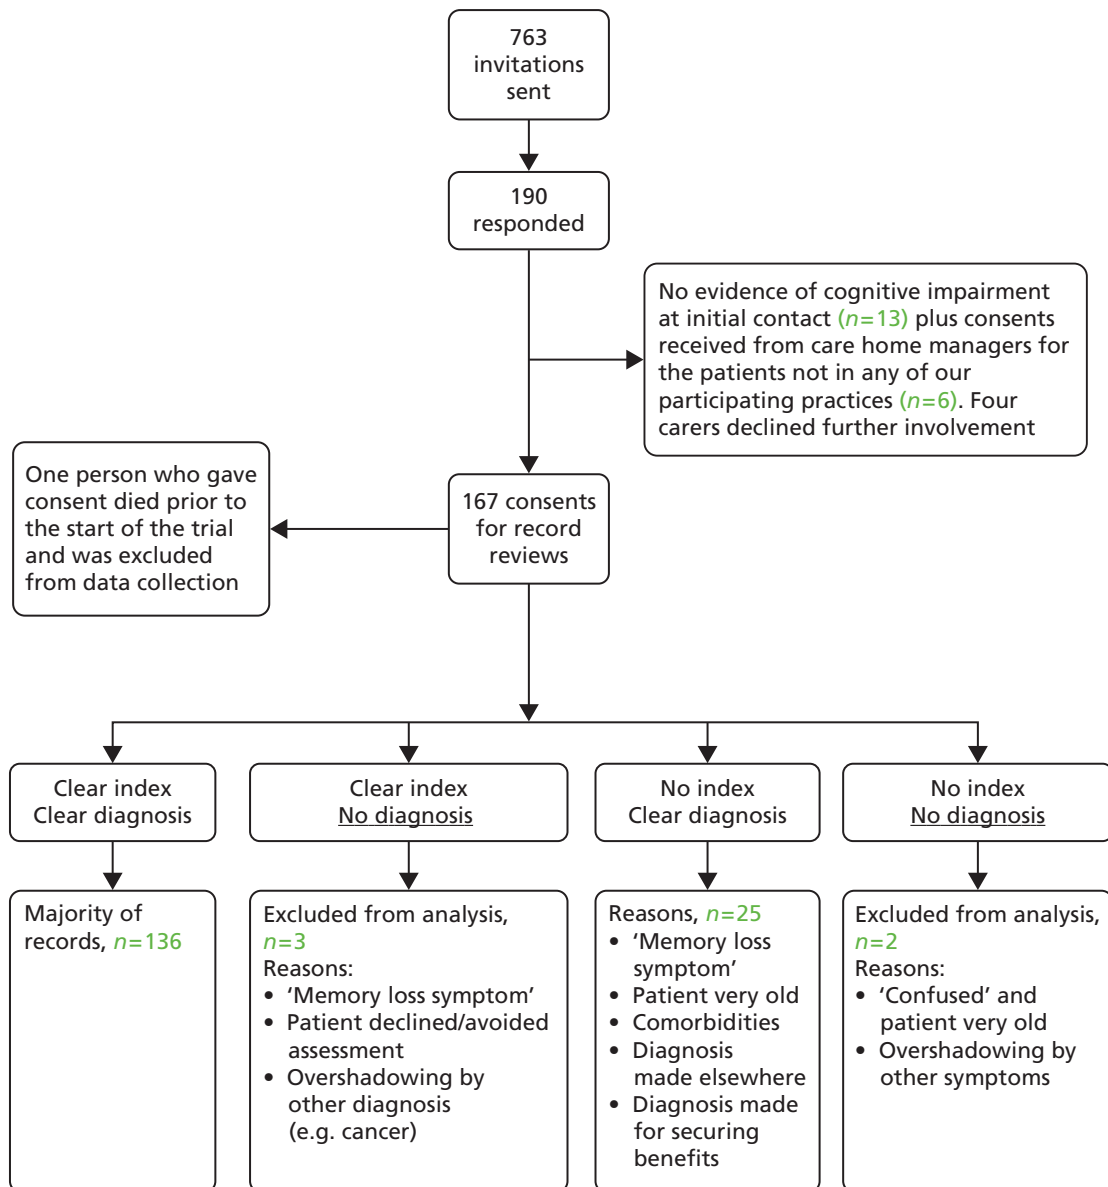 763
invitations
sent
190
responded
No evidence of cognitive impairment
at initial contact (n=13) plus consents
received from care home managers for
the patients not in any of our
participating practices (n=6). Four
carers declined further involvement
One person who gave
consent died prior to
the start of the trial
and was excluded
from data collection
167 consents
for record
reviews
Clear index
Clear diagnosis
Clear index
No diagnosis
No index
Clear diagnosis
No index
No diagnosis
Majority of
records, n=136
Excluded from analysis,
n=3
Reasons:
• ‘Memory loss symptom’
• Patient declined/avoided
assessment
• Overshadowing by
other diagnosis
(e.g. cancer)
Reasons, n=25
• ‘Memory loss
symptom’
• Patient very old
• Comorbidities
• Diagnosis
made elsewhere
• Diagnosis made
for securing
benefits
Excluded from analysis,
n=2
Reasons:
• ‘Confused’ and
patient very old
• Overshadowing by
other symptoms